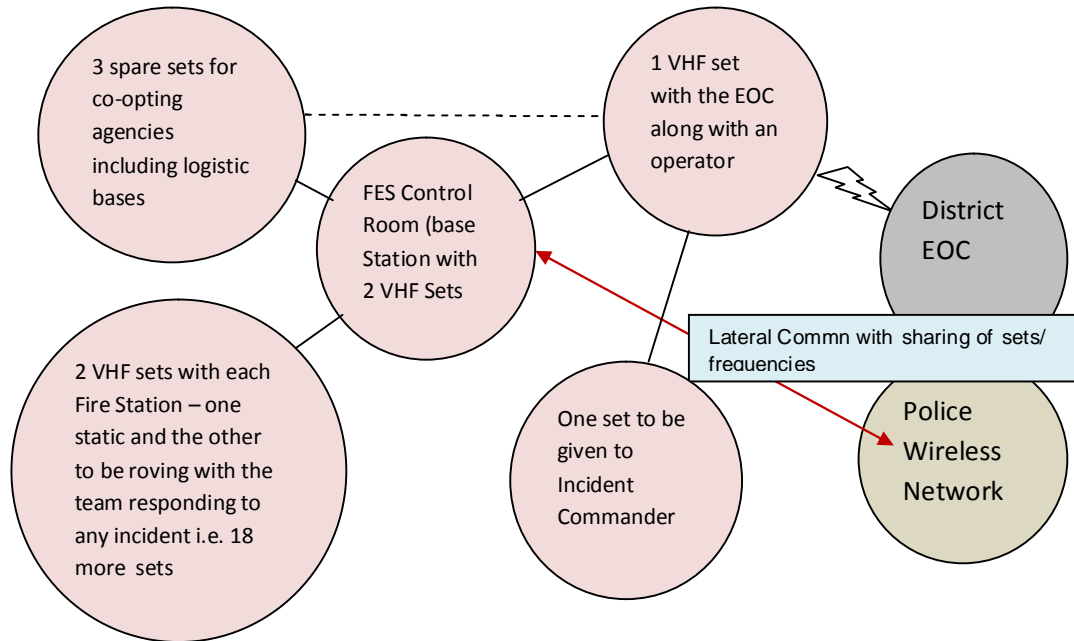 3 spare sets for
co-opting
agencies
including logistic
bases
1 VHF set
with the EOC
along with an
operator
FES Control
Room (base
Station with
2 VHF Sets
District
EOC
Lateral Commn with sharing of sets/
frequencies
2 VHF sets with each
Fire Station – one
static and the other
to be roving with the
team responding to
any incident i.e. 18
more sets
One set to be
given to
Incident
Commander
Police
Wireless
Network